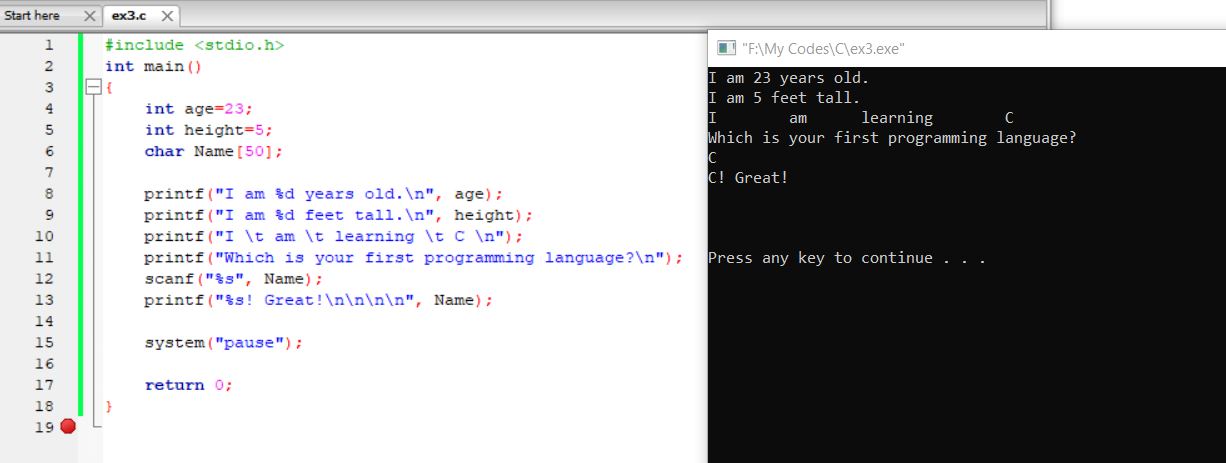 Start here ex3.c
1 #include <stdio.h>
2 int main()
3 {
4 int age=23;
5 int height=5;
6 char Name[50];
7
8 printf("I am %d years old.\n", age);
9 printf("I am %d feet tall.\n", height);
10 printf("I \t am \t learning \t C \n");
11 printf("Which is your first programming language?\n");
12 scanf("%s", Name);
13 printf("%s! Great!\n\n\n\n", Name);
14
15 system("pause");
16
17 return 0;
18 }
19
"F:\My Codes\C\ex3.exe"
I am 23 years old.
I am 5 feet tall.
I am learning C
Which is your first programming language?
C
C! Great!
Press any key to continue . . .